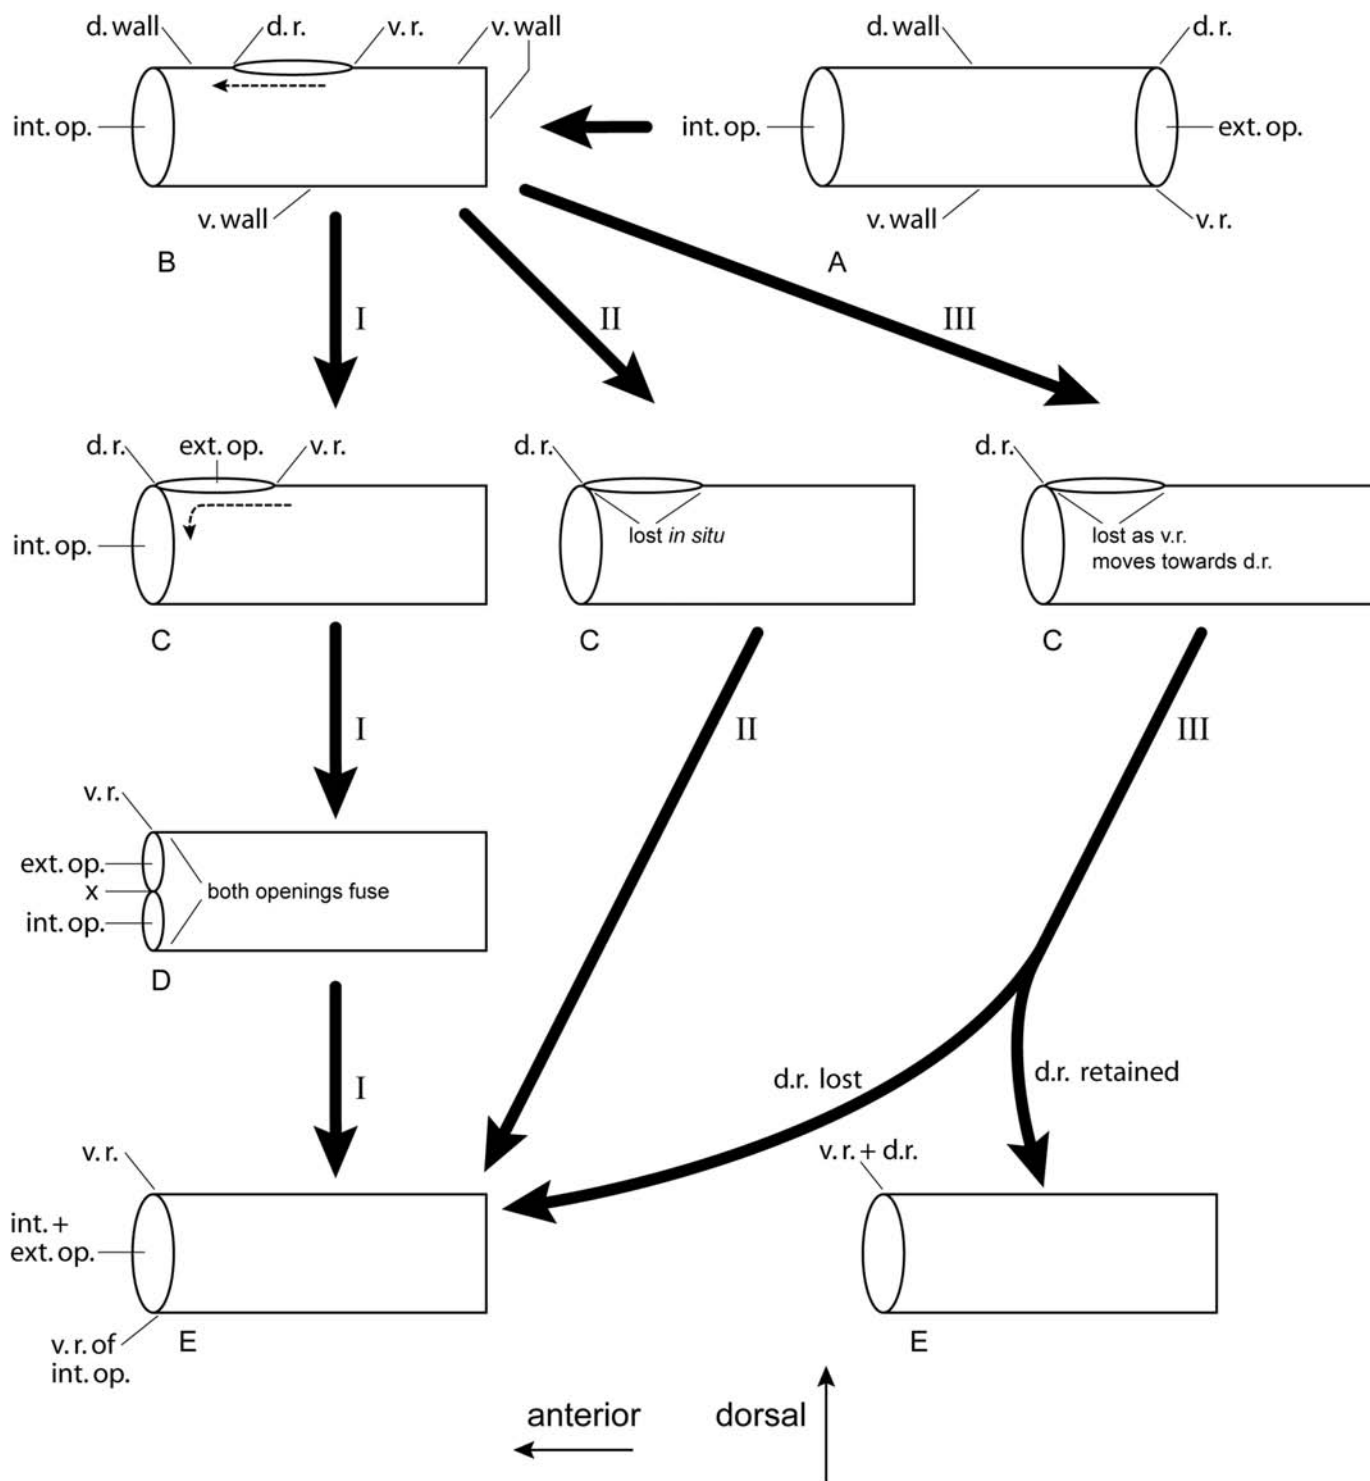 d. wall
d. r.
v. r.
v. wall
d. wall
d. r.
int. op.
int. op.
ext. op.
v. wall
v. wall
v. r.
B
A
I
II
III
d. r.
ext. op.
v. r.
d. r.
d. r.
int. op.
lost in situ
lost as v.r.
moves towards d.r.
C
C
C
I
II
III
v. r.
ext. op.
x
both openings fuse
int. op.
D
I
d.r. lost
d.r. retained
v. r.
v. r. + d.r.
int. +
ext. op.
v. r. of
int. op.
E
E
anterior
dorsal